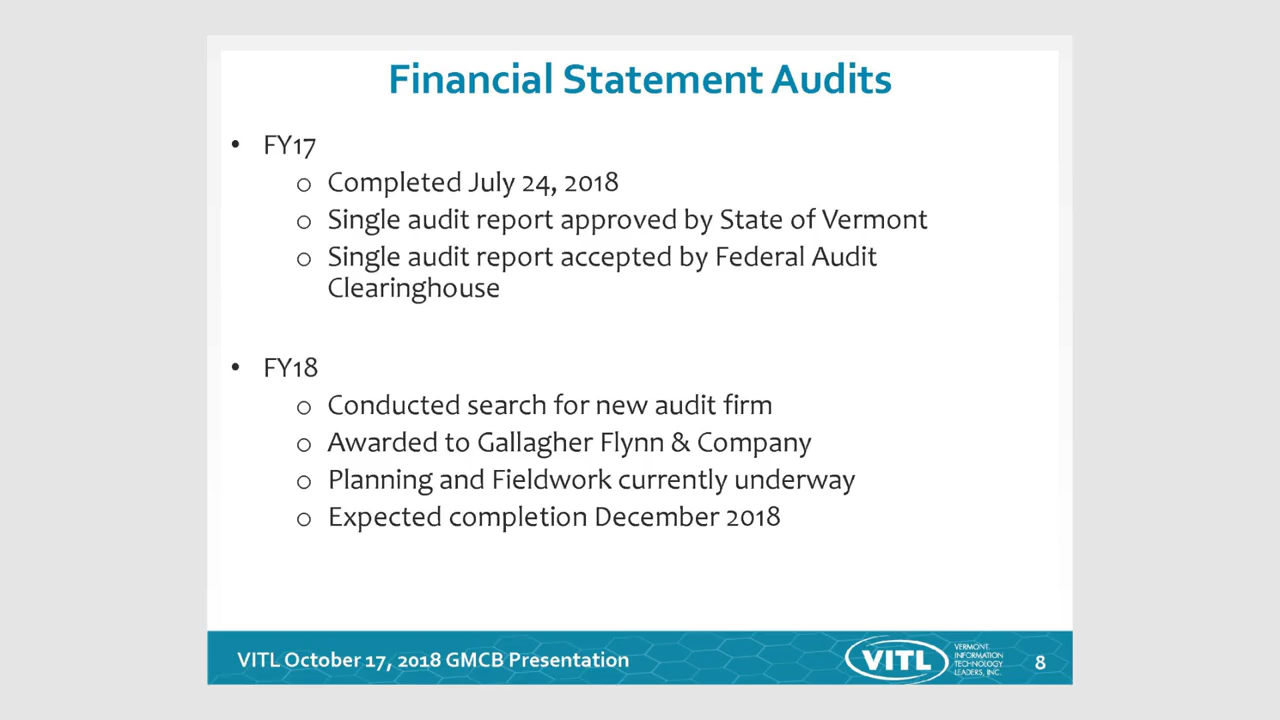 Financial Statement Audits
• FY17
o Completed July 24, 2018
o Single audit report approved by State of Vermont
o Single audit report accepted by Federal Audit
Clearinghouse
• FY18
o Conducted search for new audit firm
o Awarded to Gallagher Flynn & Company
o Planning and Fieldwork currently underway
o Expected completion December 2018
VITL October 17, 2018 GMCB Presentation
VITL
VERMONT
INFORMATION
TECHNOLOGY
LEADERS, INC.
8